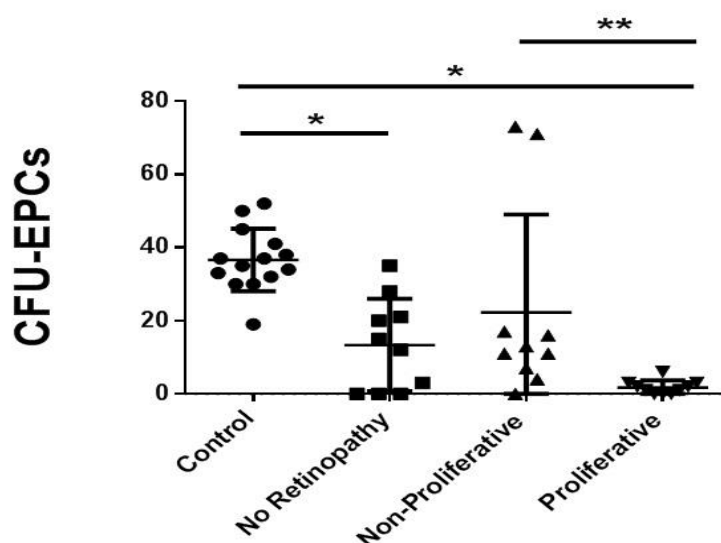 **
*
80
*
60
40
20
0
CFU-EPCs
Control
No Retinopathy
Non-Proliferative
Proliferative